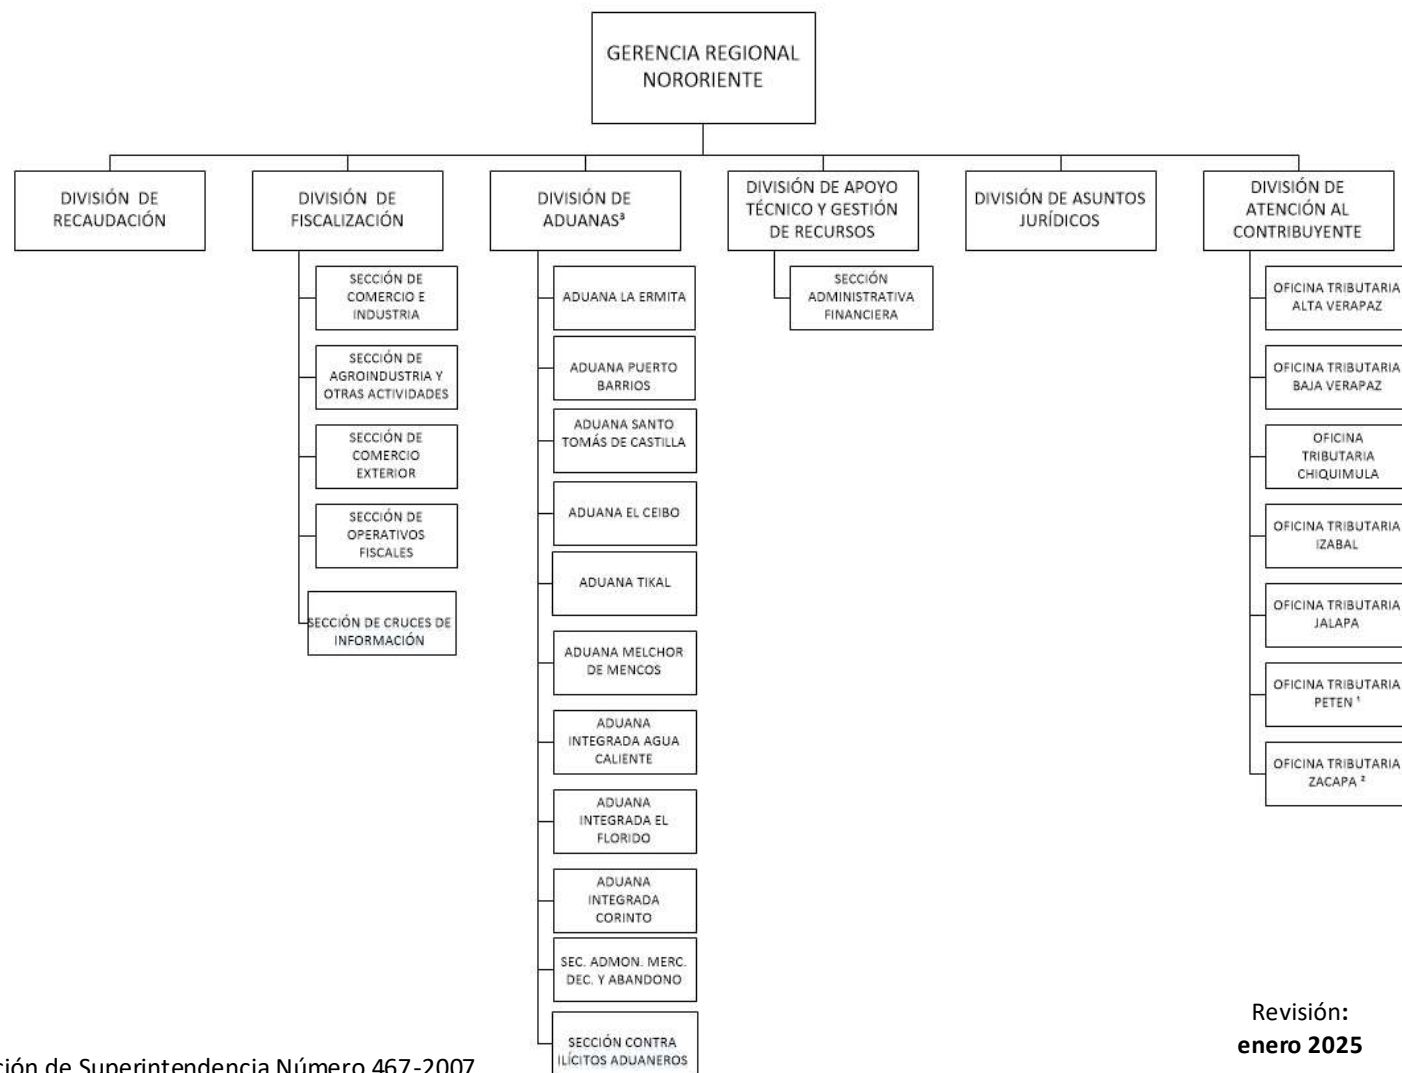 GERENCIA REGIONAL
NORORIENTE
DIVISIÓN DE
RECAUDACIÓN
DIVISIÓN DE
FISCALIZACIÓN
SECCIÓN DE
COMERCIO E
INDUSTRIA
SECCIÓN DE
AGROINDUSTRIA Y
OTRAS ACTIVIDADES
SECCIÓN DE
COMERCIO
EXTERIOR
SECCIÓN DE
OPERATIVOS
FISCALES
SECCIÓN DE CRUCES DE
INFORMACIÓN
DIVISIÓN DE
ADUANAS³
ADUANA LA ERMITA
ADUANA PUERTO
BARRIOS
ADUANA SANTO
TOMÁS DE CASTILLA
ADUANA EL CEIBO
ADUANA TIKAL
ADUANA MELCHOR
DE MENCOS
ADUANA
INTEGRADA AGUA
CALIENTE
ADUANA
INTEGRADA EL
FLORIDO
ADUANA
INTEGRADA
CORINTO
SEC. ADMON. MERC.
DEC. Y ABANDONO
SECCIÓN CONTRA
ILÍCITOS ADUANEROS
DIVISIÓN DE APOYO
TÉCNICO Y GESTIÓN
DE RECURSOS
SECCIÓN
ADMINISTRATIVA
FINANCIERA
DIVISIÓN DE ASUNTOS
JURÍDICOS
DIVISIÓN DE
ATENCIÓN AL
CONTRIBUYENTE
OFICINA TRIBUTARIA
ALTA VERAPAZ
OFICINA TRIBUTARIA
BAJA VERAPAZ
OFICINA
TRIBUTARIA
CHIQUIMULA
OFICINA TRIBUTARIA
IZABAL
OFICINA TRIBUTARIA
JALAPA
OFICINA TRIBUTARIA
PETEN ¹
OFICINA TRIBUTARIA
ZACAPA ²
Revisión:
enero 2025
ción de Superintendencia Número 467-2007